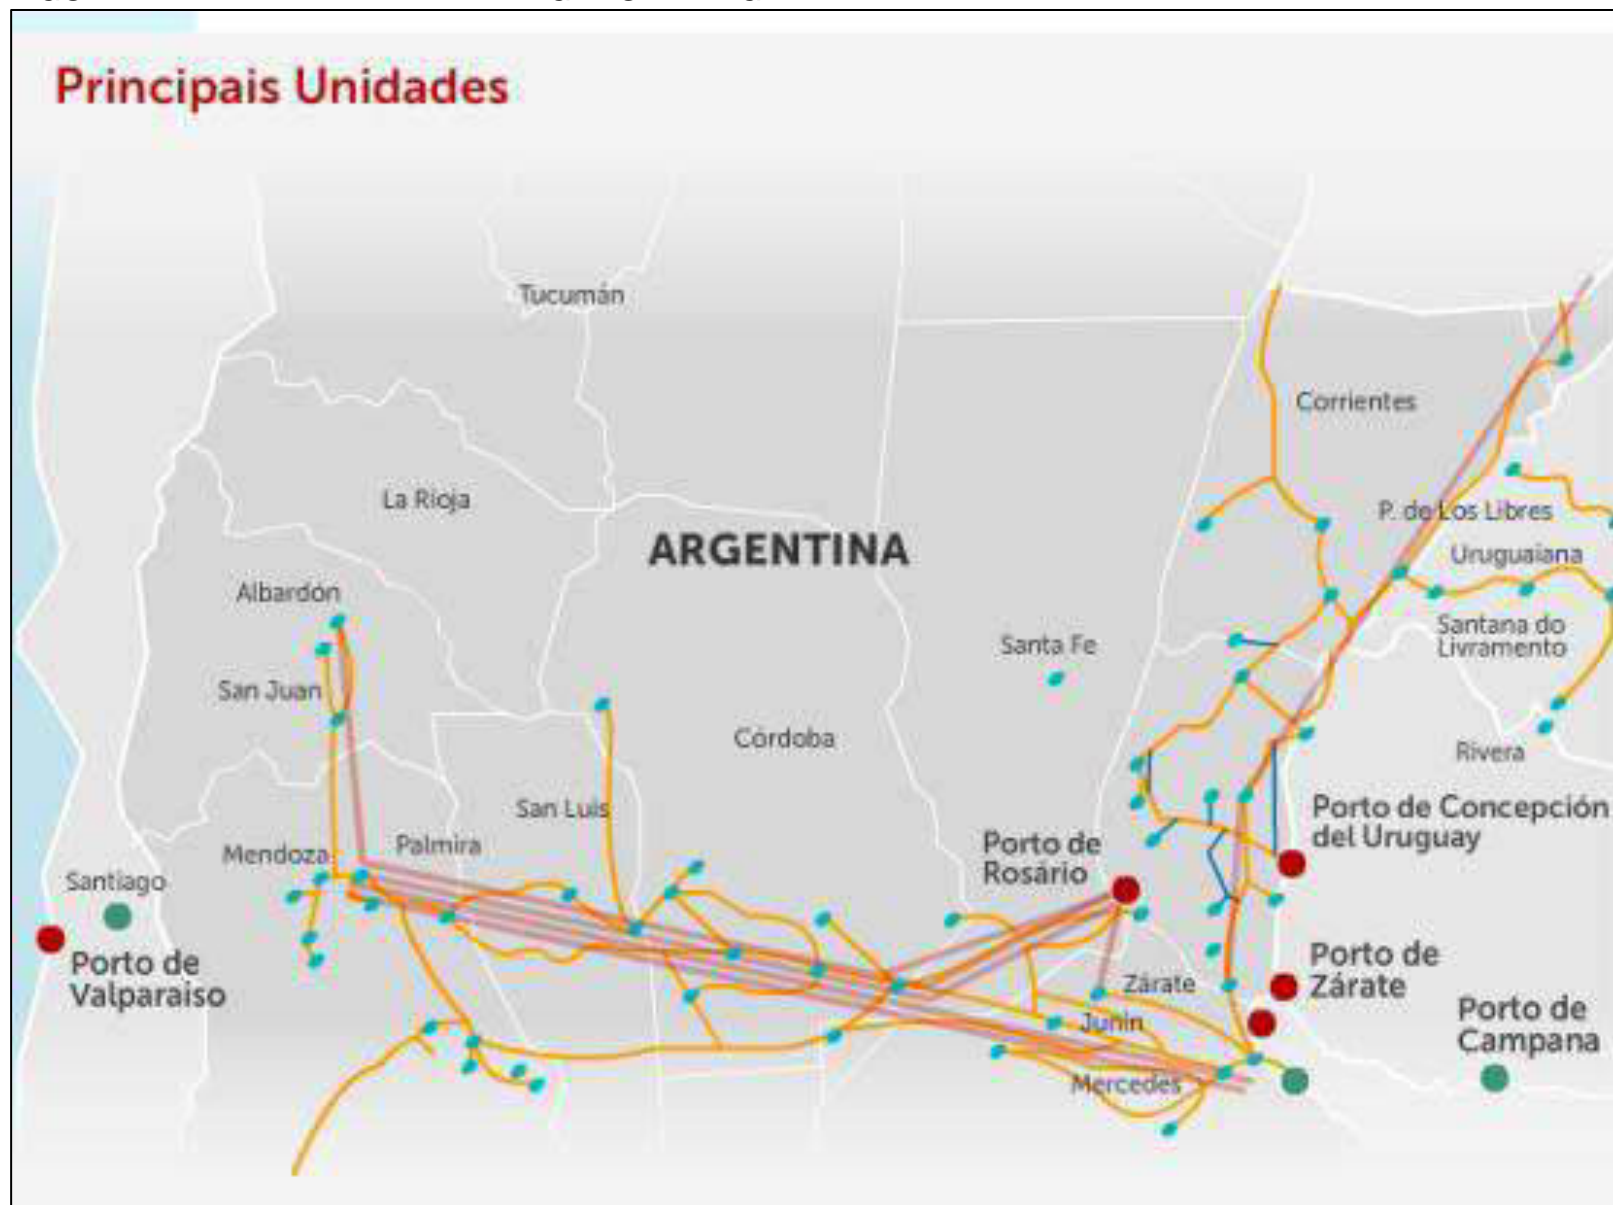 Principais Unidades
Tucumán
Corrientes
La Rioja
P. de Los Libres
ARGENTINA
Uruguaiana
Albardón
Santana do
Livramento
Santa Fe
San Juan
Córdoba
Rivera
San Luis
Porto de Concepción
del Uruguay
Palmira
Mendoza
Porto de
Rosário
Santiago
Porto de
Valparaiso
Porto de
Zárate
Zárate
Porto de
Campana
Junín
Mercedes